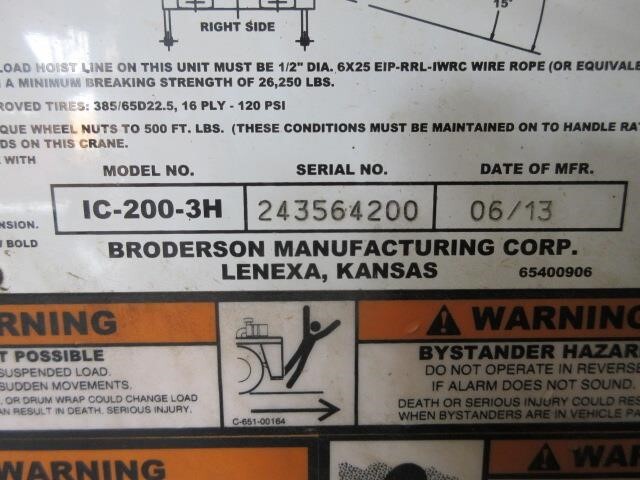 15°
RIGHT SIDE
LOAD HOIST LINE ON THIS UNIT MUST BE 1/2" DIA. 6X25 EIP-RRL-IWRC WIRE ROPE (OR EQUIVALE
A MINIMUM BREAKING STRENGTH OF 26,250 LBS.
ROVED TIRES: 385/65D22.5, 16 PLY - 120 PSI
QUE WHEEL NUTS TO 500 FT. LBS. (THESE CONDITIONS MUST BE MAINTAINED ON TO HANDLE RA
DS ON THIS CRANE.
WITH
MODEL NO. SERIAL NO. DATE OF MFR.
IC-200-3H 243564200 06/13
NSION.
BOLD
BRODERSON MANUFACTURING CORP.
LENEXA, KANSAS 65400906
RNING
T POSSIBLE
SUSPENDED LOAD.
SUDDEN MOVEMENTS.
, OR DRUM WRAP COULD CHANGE LOAD
AN RESULT IN DEATH, SERIOUS INJURY.
C-651-00164
WARNING
BYSTANDER HAZAR
DO NOT OPERATE IN REVERSE
IF ALARM DOES NOT SOUND.
DEATH OR SERIOUS INJURY COULD RES
WHEN BYSTANDERS ARE IN VEHICLE PA
WARNING
WAR